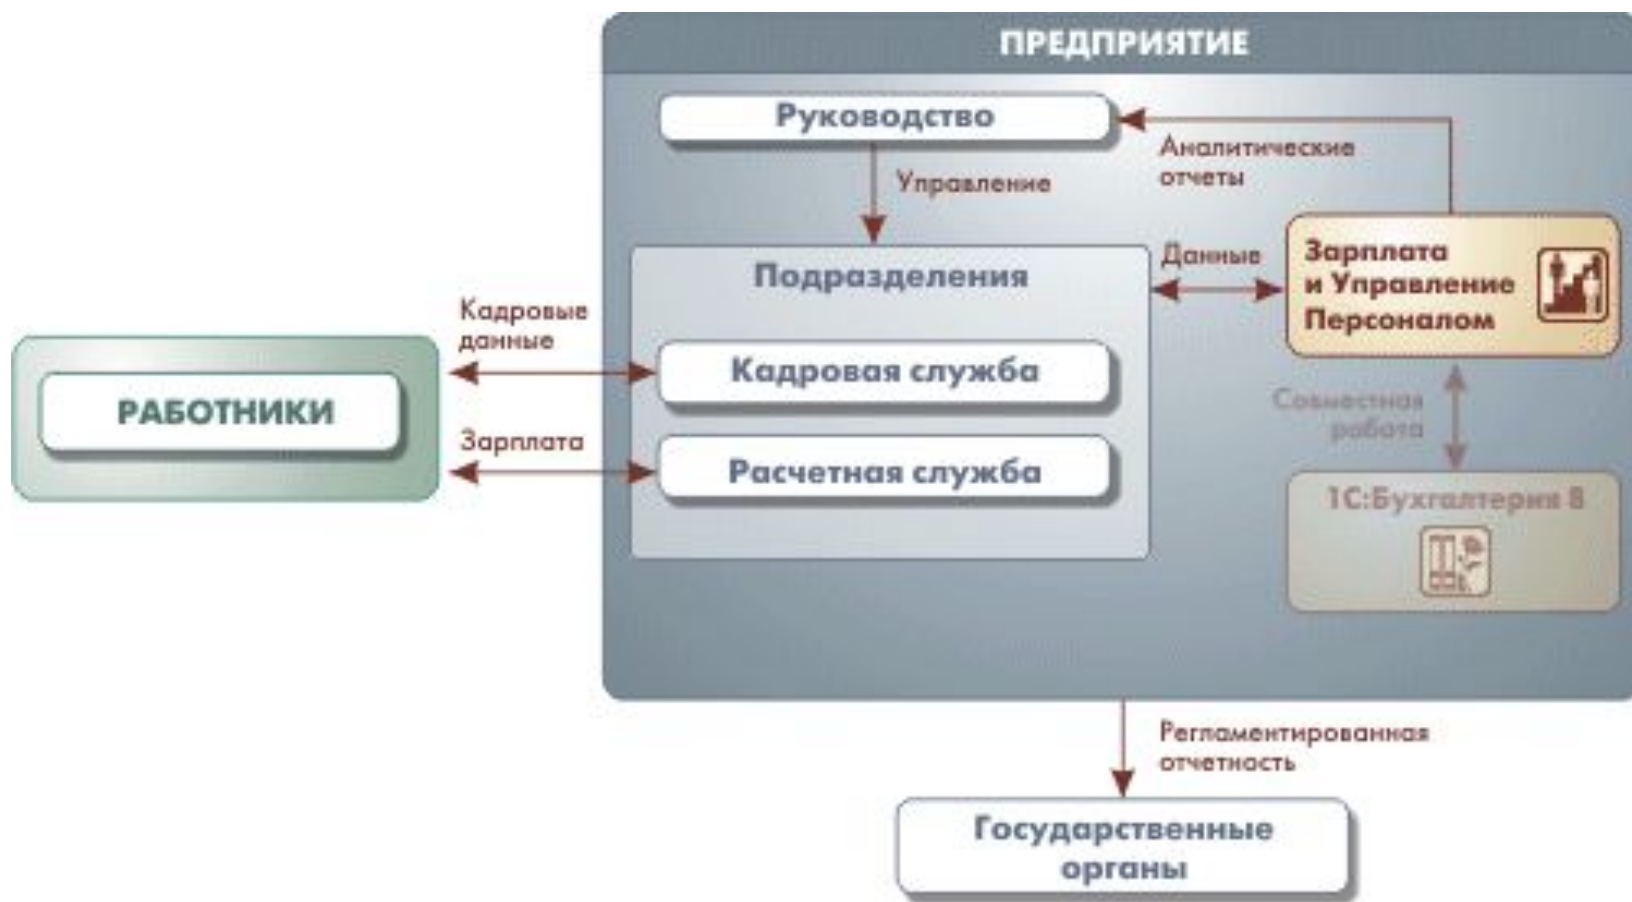 ПРЕДПРИЯТИЕ
Руководство
Аналитические
отчеты
Управление
Подразделения
Данные
Зарплата
и Управление
Персоналом
Кадровые
данные
Кадровая служба
РАБОТНИКИ
Зарплата
Расчетная служба
Совместная
работа
1С:Бухгалтерия 8
Регламентированная
отчетность
Государственные
органы